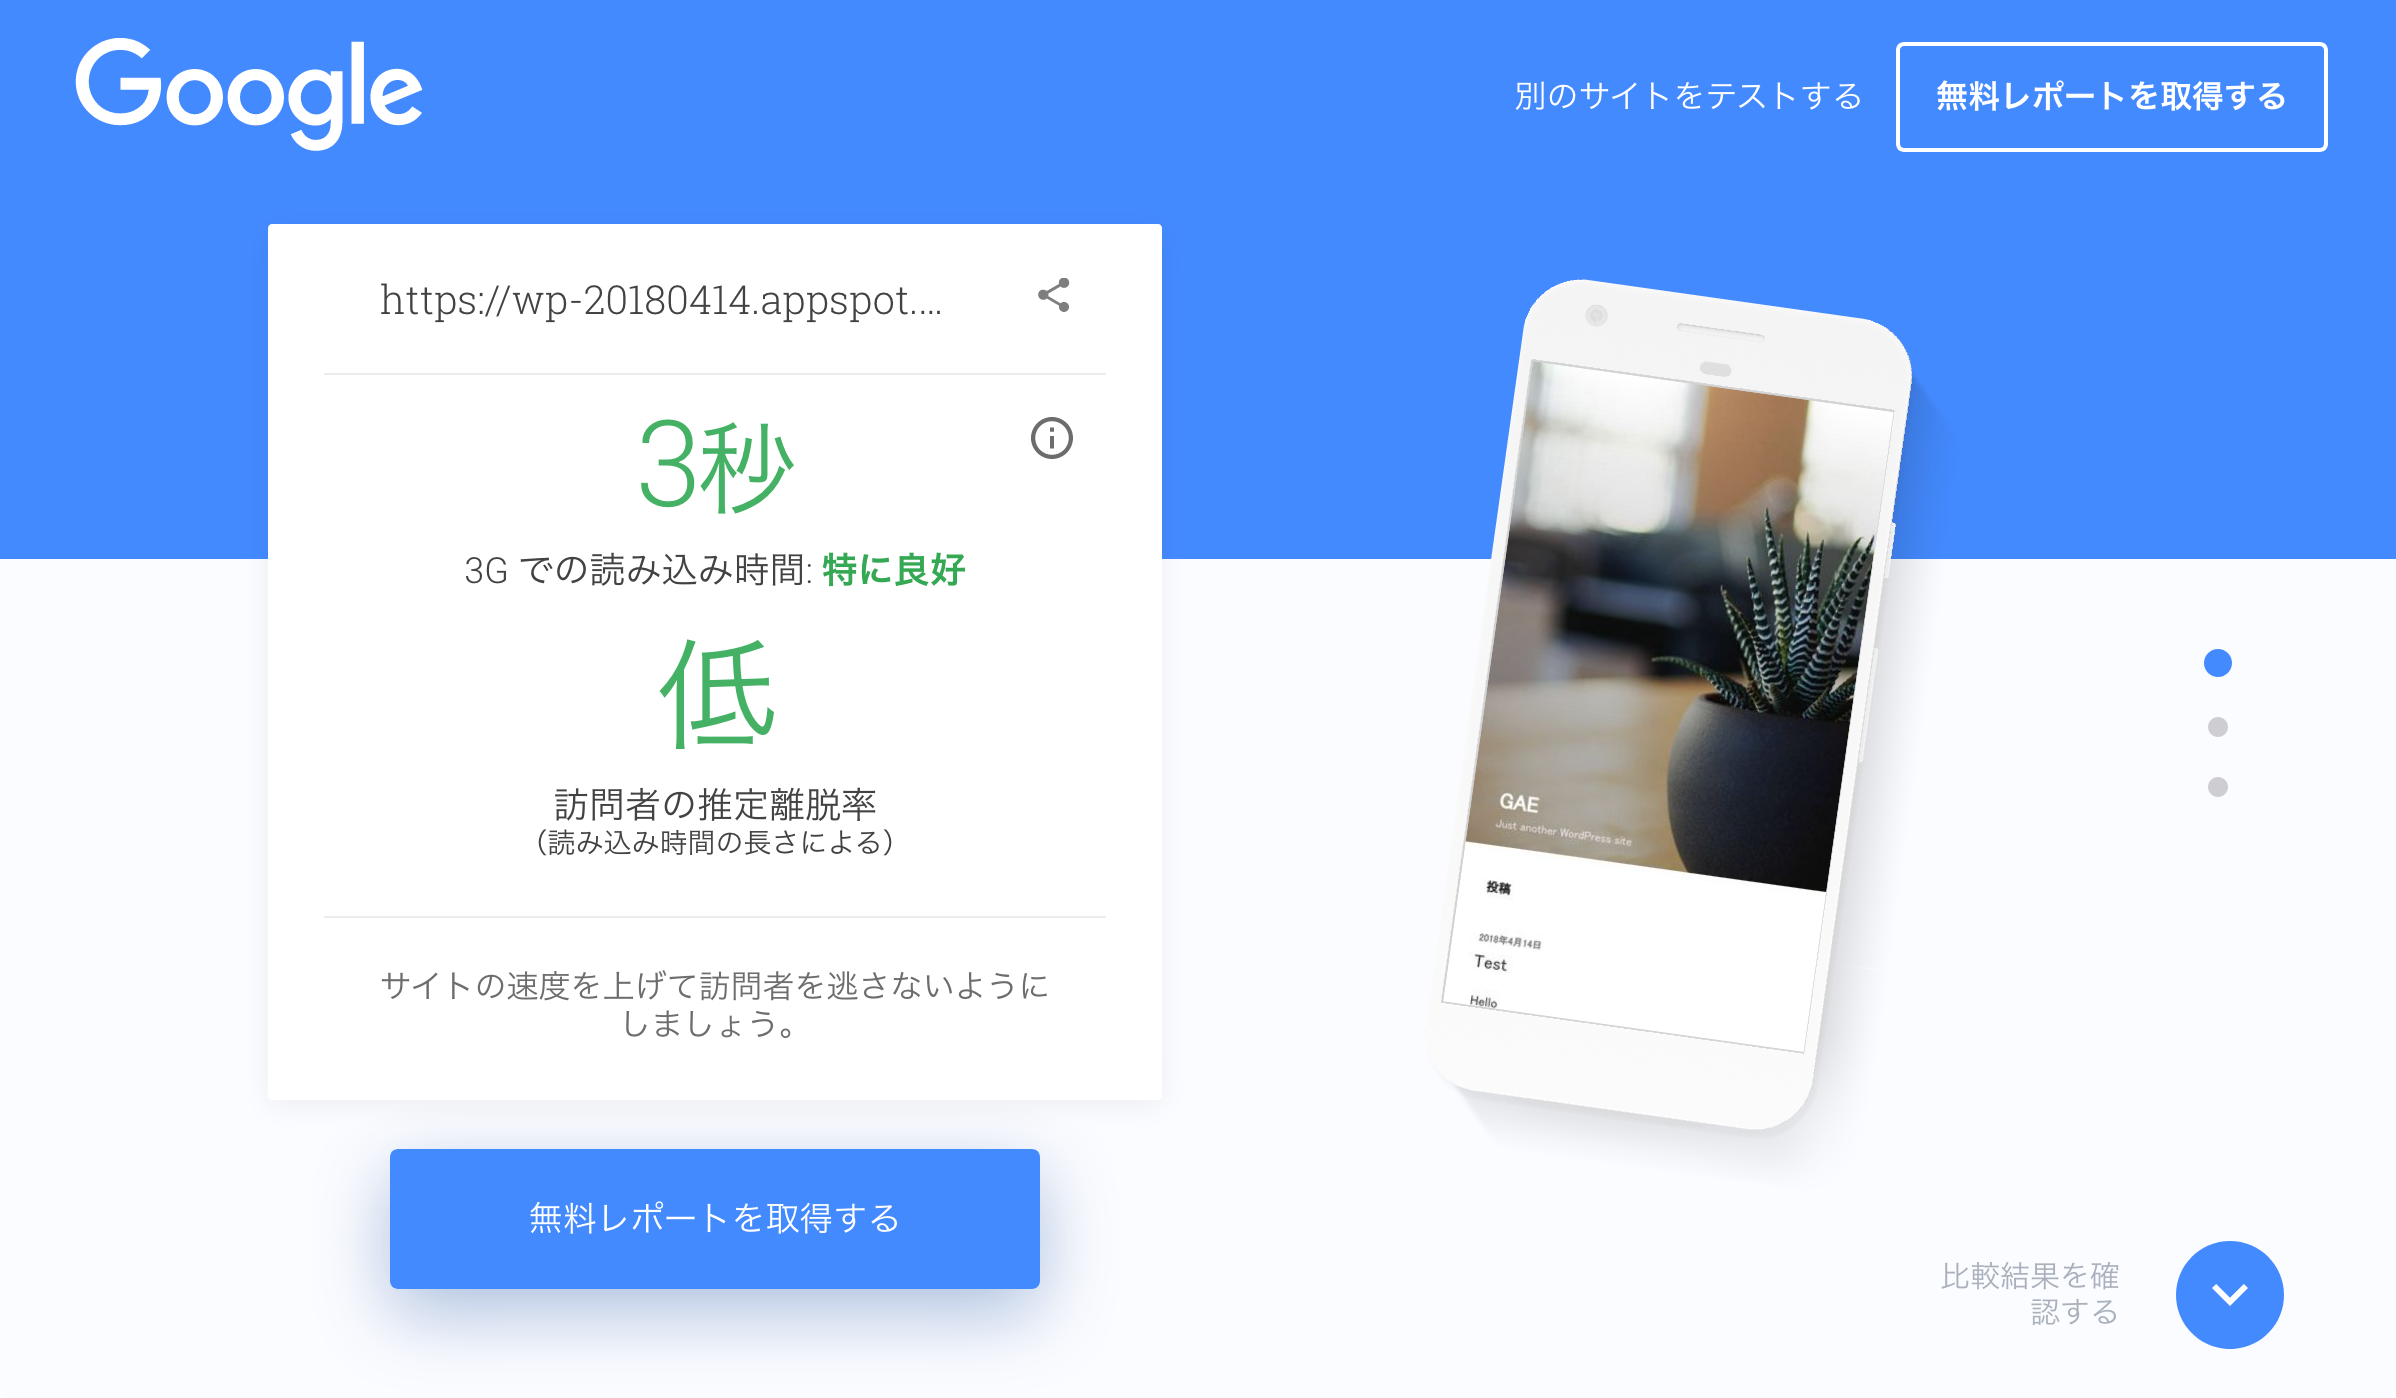 Google
別のサイトをテストする
無料レポートを取得する
https://wp-20180414.appspot....
3秒
3G での読み込み時間: 特に良好
低
訪問者の推定離脱率
（読み込み時間の長さによる）
サイトの速度を上げて訪問者を逃さないように
しましょう。
無料レポートを取得する
GAE
Just another WordPress site
投稿
2018年4月14日
Test
Hello
比較結果を確
認する